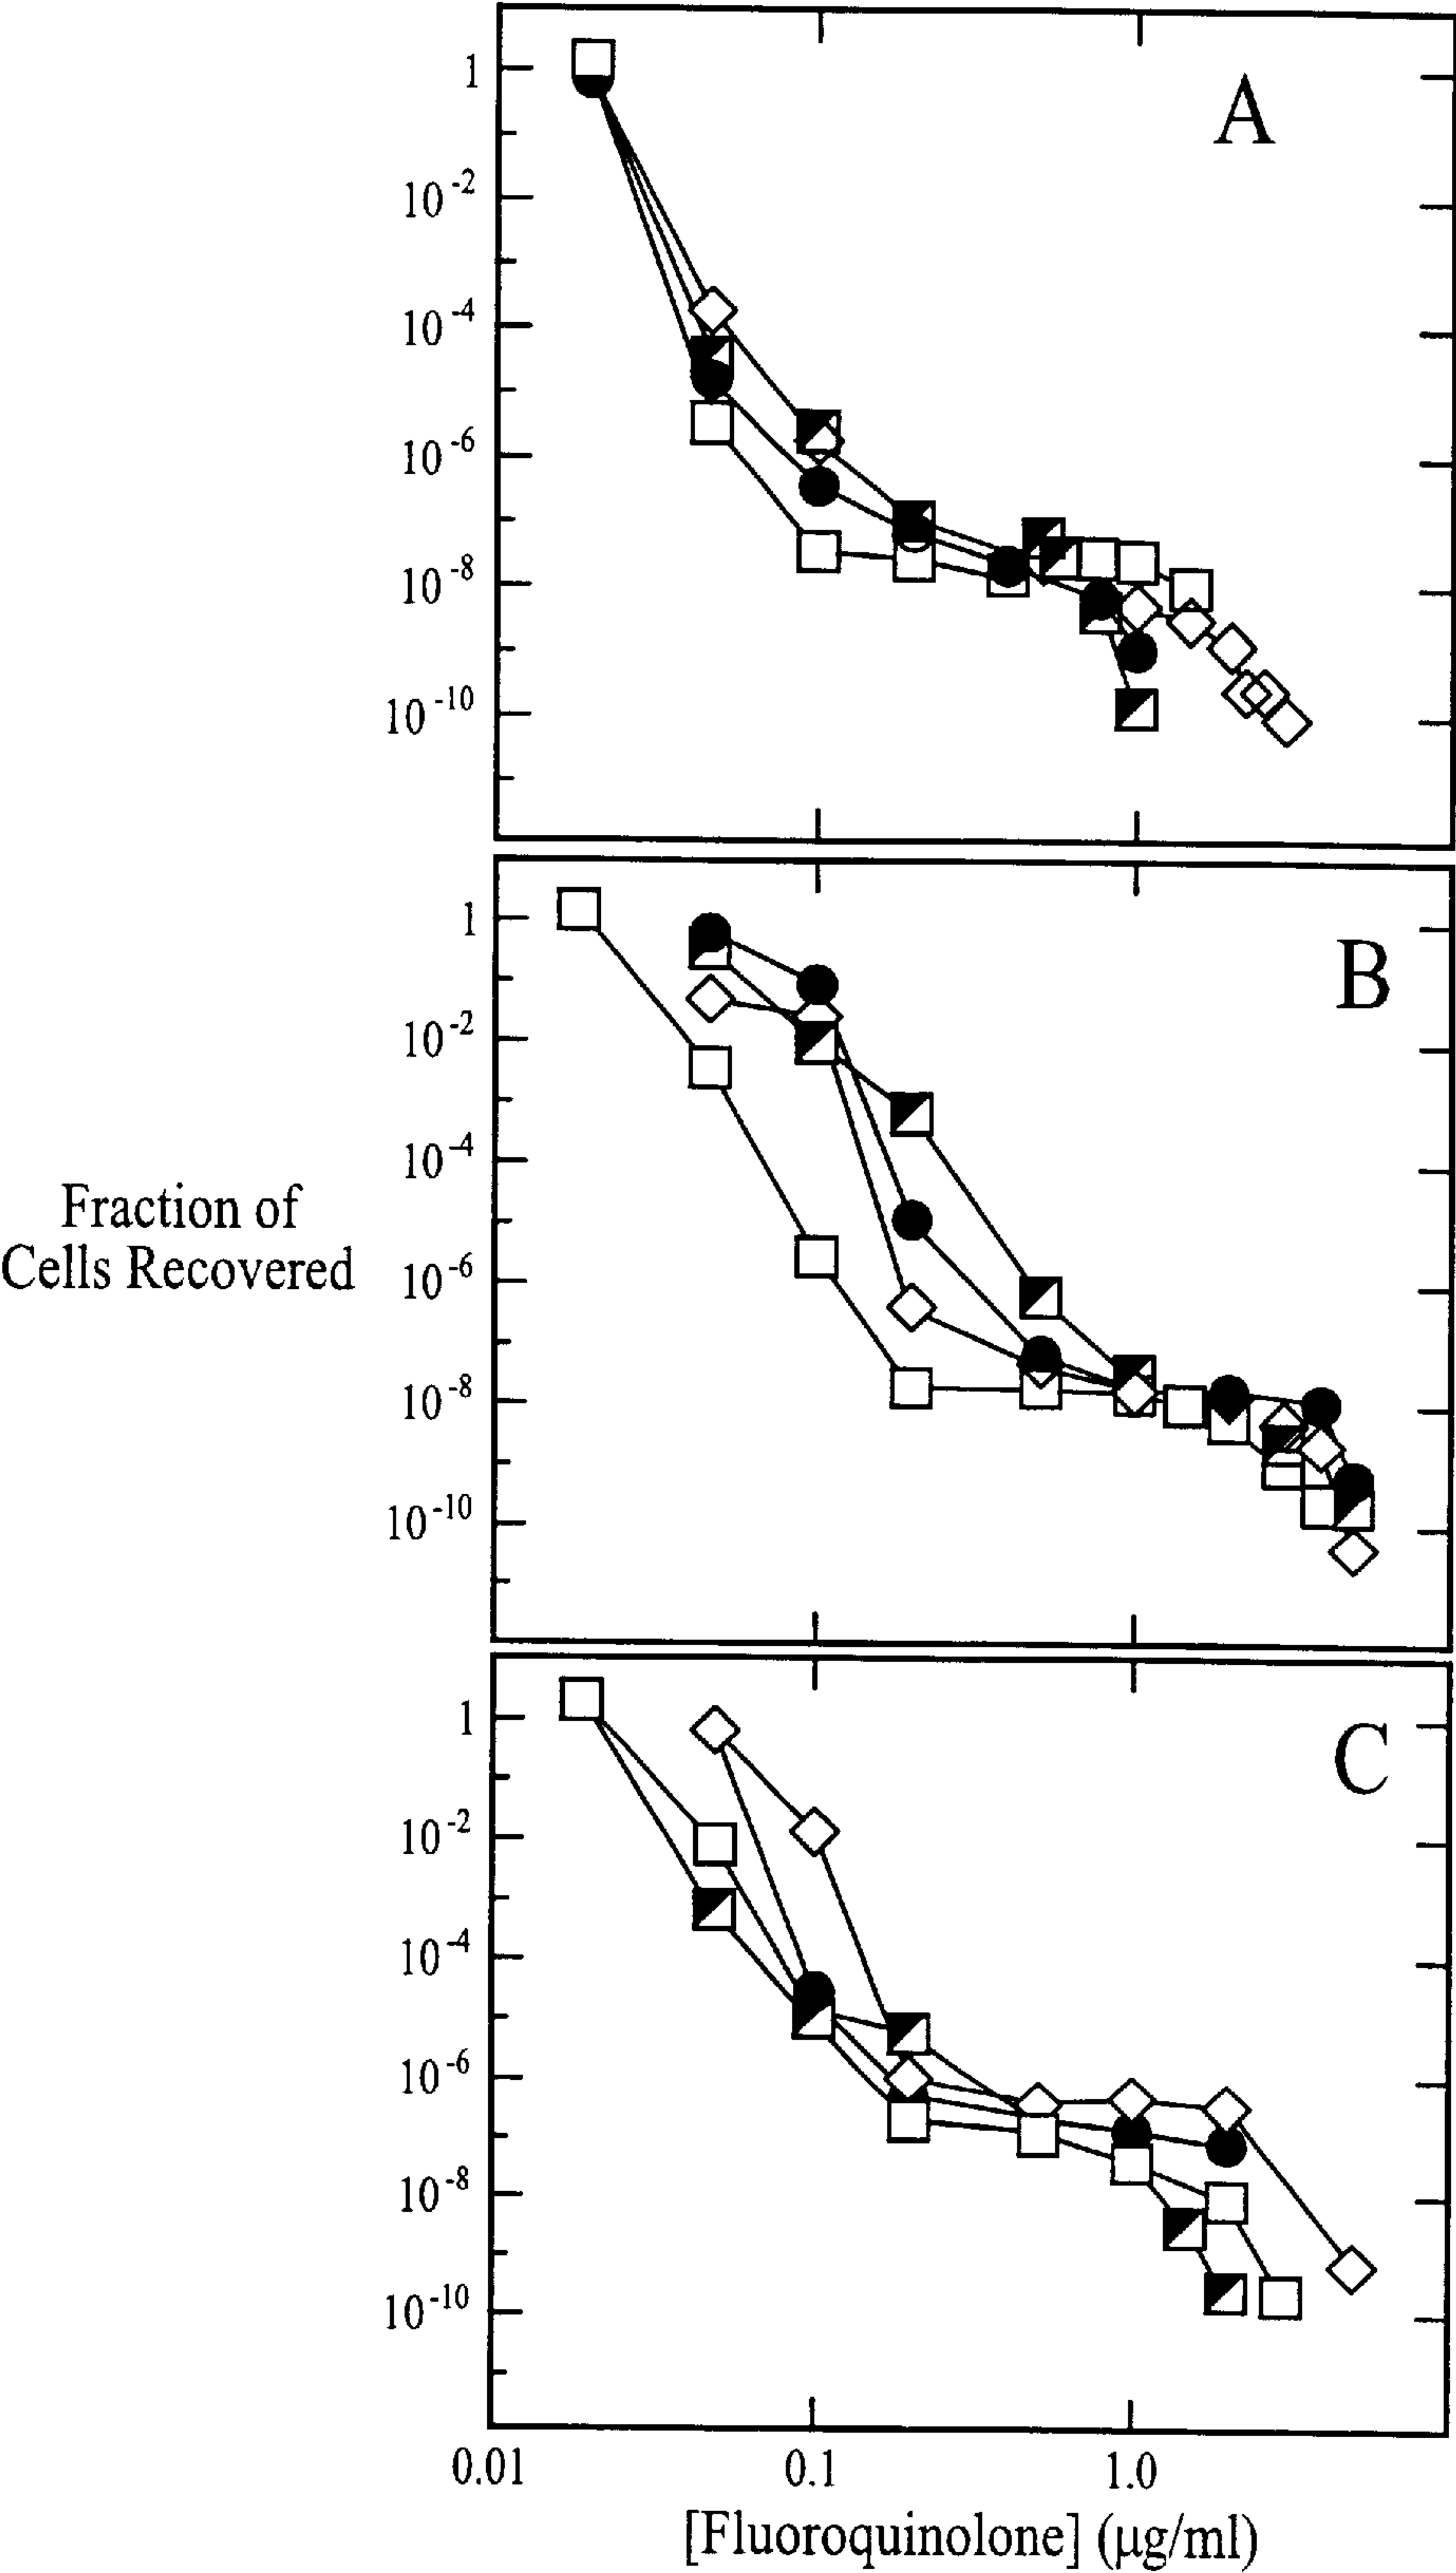 A
1
10-2
10-4
10-6
10-8
10-10
B
1
10-2
10-4
10-6
10-8
10-10
Fraction of
Cells Recovered
C
1
10-2
10-4
10-6
10-8
10-10
0.01 0.1 1.0
[Fluoroquinolone] (μg/ml)